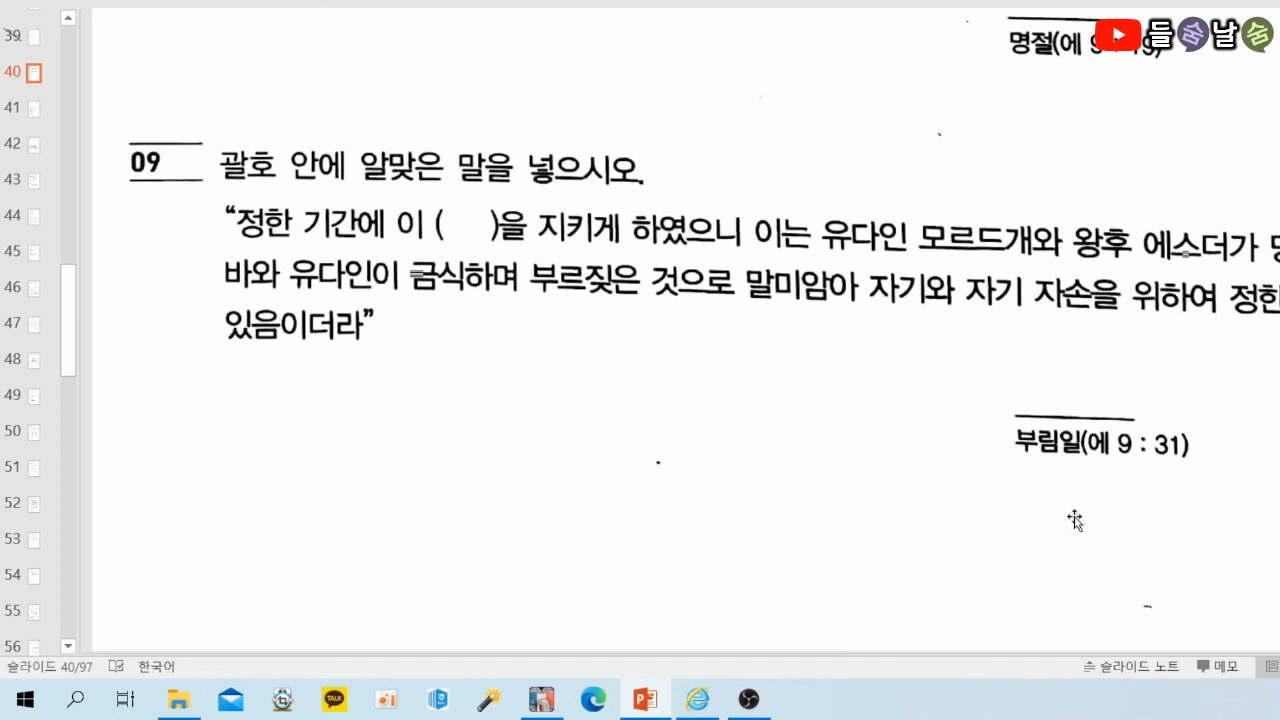 39
40
41
42
43
44
45
46
47
48
49
50
51
52
53
54
55
56
들숨날숨
명절(에 9 : 19)
09 괄호 안에 알맞은 말을 넣으시오.
“정한 기간에 이 ( )을 지키게 하였으니 이는 유다인 모르드개와 왕후 에스더가
바와 유다인이 금식하며 부르짖은 것으로 말미암아 자기와 자기 자손을 위하여 정한
있음이더라”
부림일(에 9 : 31)
슬라이드 40/97 한국어 슬라이드 노트 메모
TALK